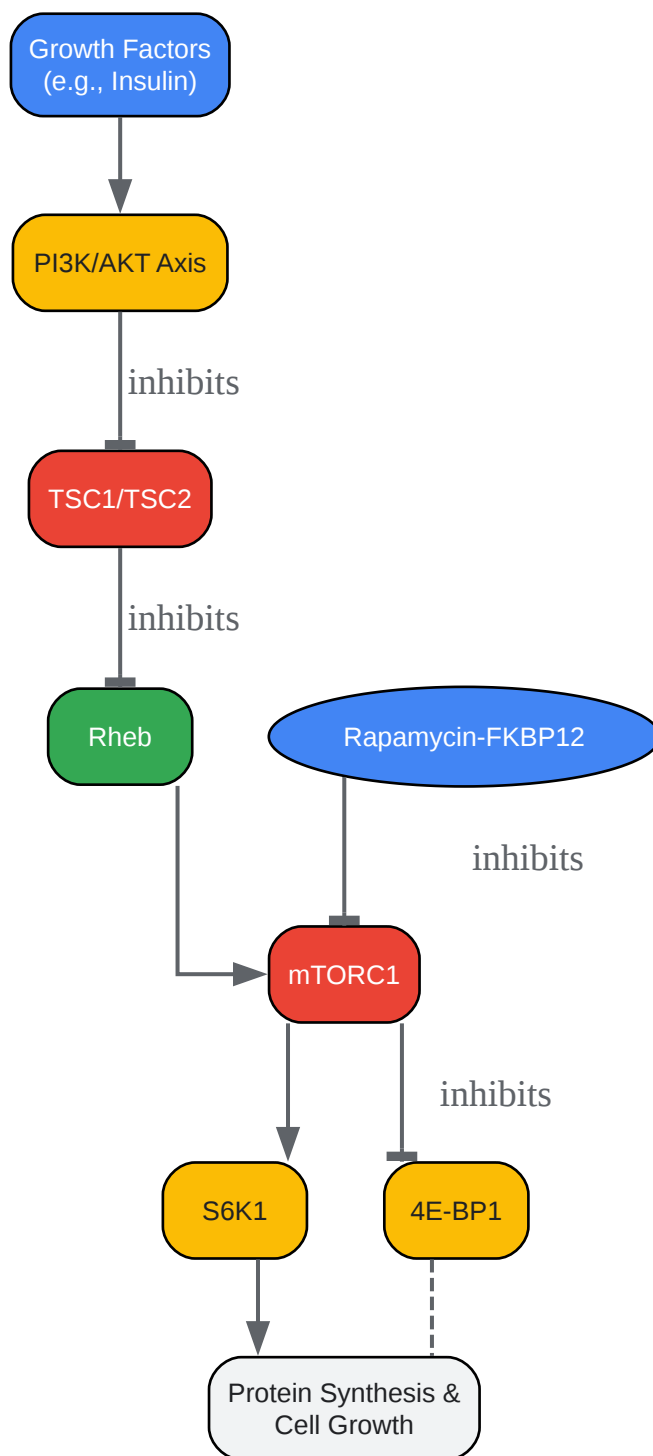 Growth Factors
(e.g., Insulin)
PI3K/AKT Axis
inhibits
TSC1/TSC2
inhibits
Rheb
Rapamycin-FKBP12
inhibits
mTORC1
inhibits
S6K1
4E-BP1
Protein Synthesis &
Cell Growth